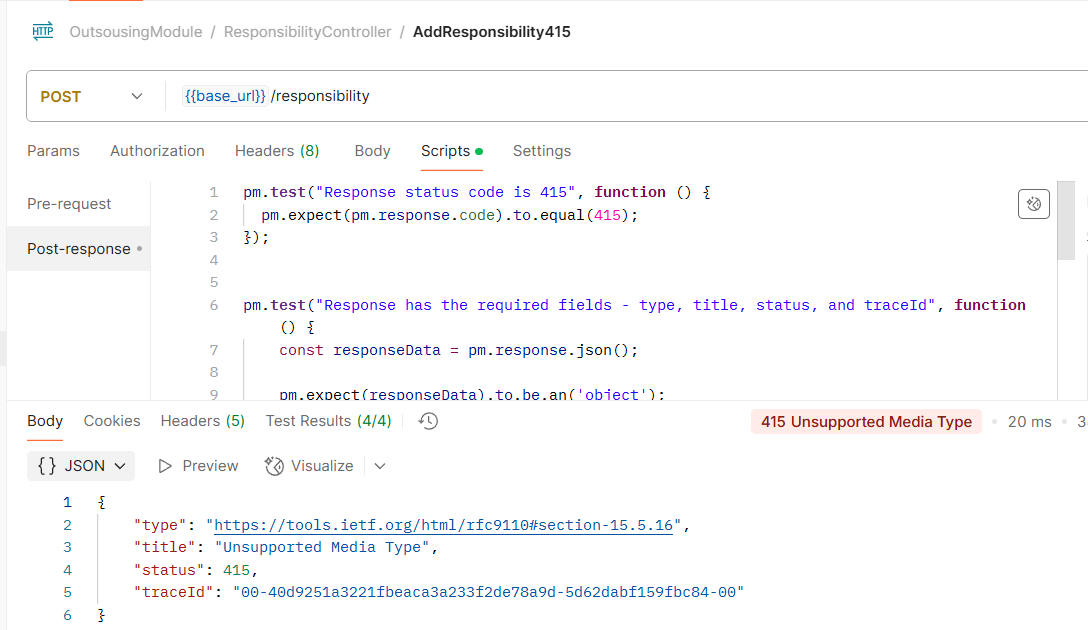 HTTP OutsousingModule / ResponsibilityController / AddResponsibility415
POST {{base_url}} /responsibility
Params Authorization Headers (8) Body Scripts Settings
Pre-request
Post-response
1 pm.test("Response status code is 415", function () {
2 pm.expect(pm.response.code).to.equal(415);
3 });
4
5
6 pm.test("Response has the required fields - type, title, status, and traceId", function
() {
7 const responseData = pm.response.json();
8
9 pm.expect(responseData).to.be.an('object');
Body Cookies Headers (5) Test Results (4/4) 415 Unsupported Media Type 20 ms
{} JSON Preview Visualize
1 {
2 "type": "https://tools.ietf.org/html/rfc9110#section-15.5.16",
3 "title": "Unsupported Media Type",
4 "status": 415,
5 "traceId": "00-40d9251a3221fbeaca3a233f2de78a9d-5d62dabf159fbc84-00"
6 }